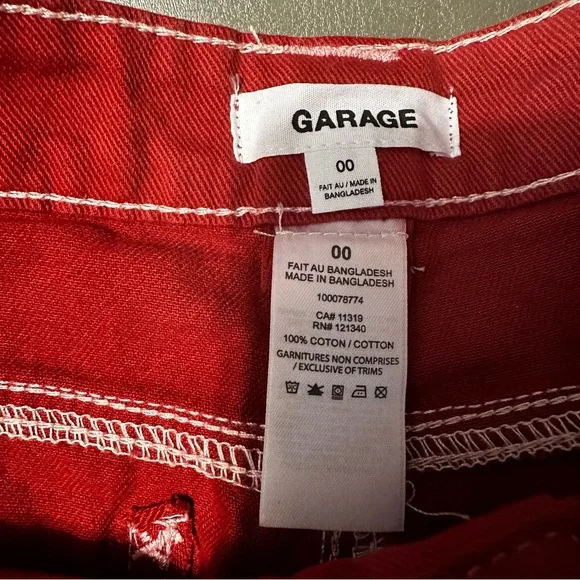 GARAGE
00
FAIT AU / MADE IN
BANGLADESH
00
FAIT AU BANGLADESH
MADE IN BANGLADESH
100078774
CA# 11319
RN# 121340
100% COTON / COTTON
GARNITURES NON COMPRISES
/ EXCLUSIVE OF TRIMS